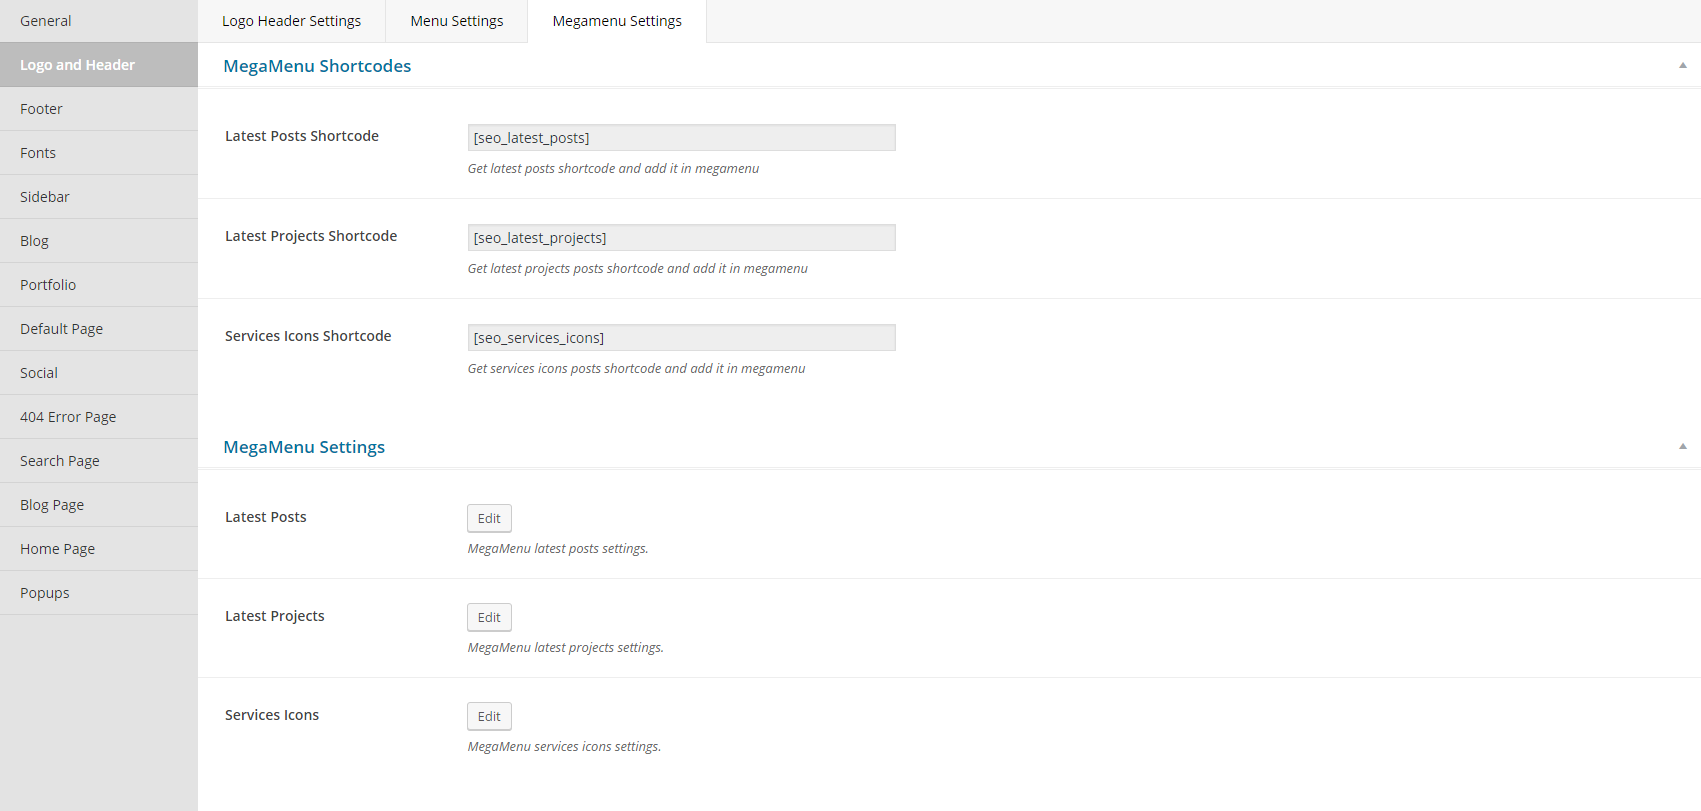 General
Logo and Header
Footer
Fonts
Sidebar
Blog
Portfolio
Default Page
Social
404 Error Page
Search Page
Blog Page
Home Page
Popups
Logo Header Settings
Menu Settings
Megamenu Settings
MegaMenu Shortcodes
Latest Posts Shortcode
[seo_latest_posts]
Get latest posts shortcode and add it in megamenu
Latest Projects Shortcode
[seo_latest_projects]
Get latest projects posts shortcode and add it in megamenu
Services Icons Shortcode
[seo_services_icons]
Get services icons posts shortcode and add it in megamenu
MegaMenu Settings
Latest Posts
Edit
MegaMenu latest posts settings.
Latest Projects
Edit
MegaMenu latest projects settings.
Services Icons
Edit
MegaMenu services icons settings.